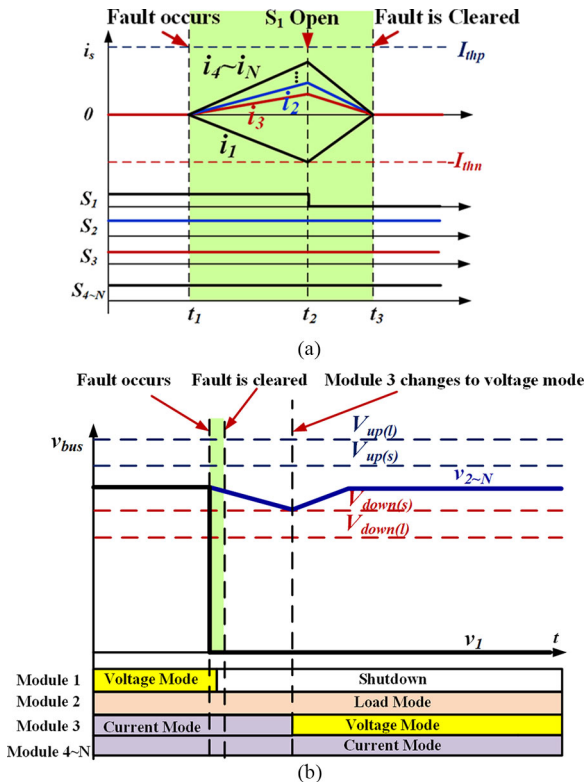 Fault occurs
S1 Open
Fault is Cleared
is
Ithp
i4~iN
i2
0
i3
i1
-Ithn
S1
S2
S3
S4~N
t1
t2
t3
(a)
Fault occurs
Fault is cleared
Module 3 changes to voltage mode
vbus
Vup(l)
Vup(s)
v2~N
Vdown(s)
Vdown(l)
v1
t
Module 1
Voltage Mode
Shutdown
Module 2
Load Mode
Module 3
Current Mode
Voltage Mode
Module 4~N
Current Mode
(b)